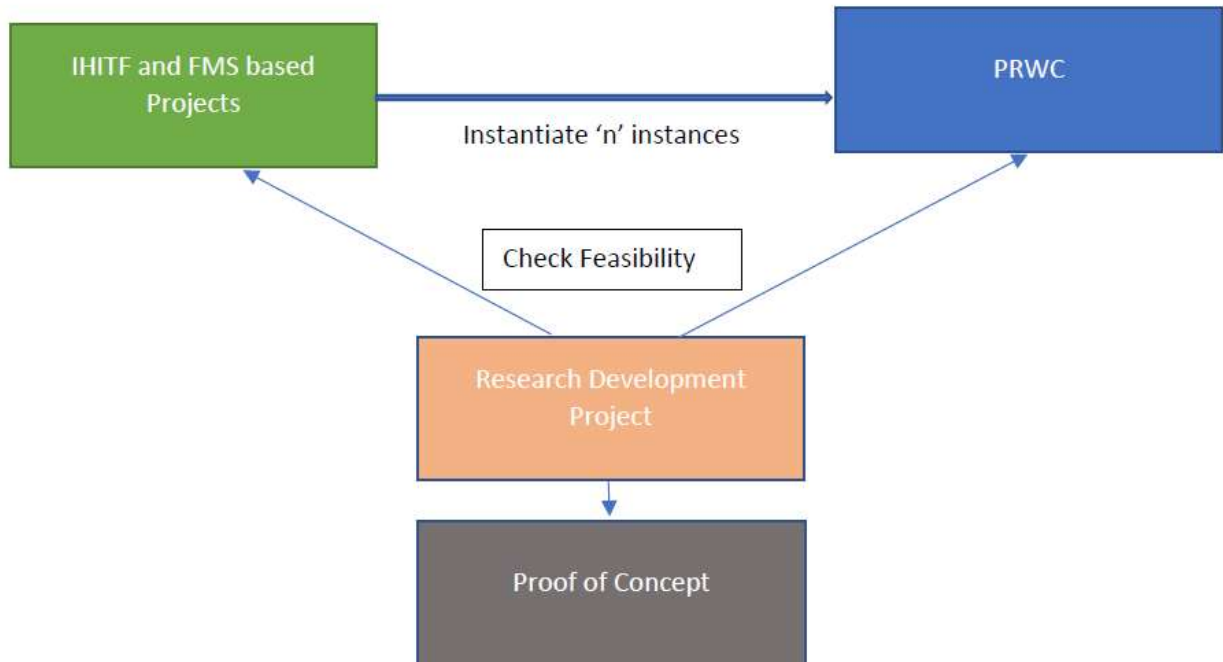 IHITF and FMS based
Projects
PRWC
Instantiate ‘n’ instances
Check Feasibility
Research Development
Project
Proof of Concept